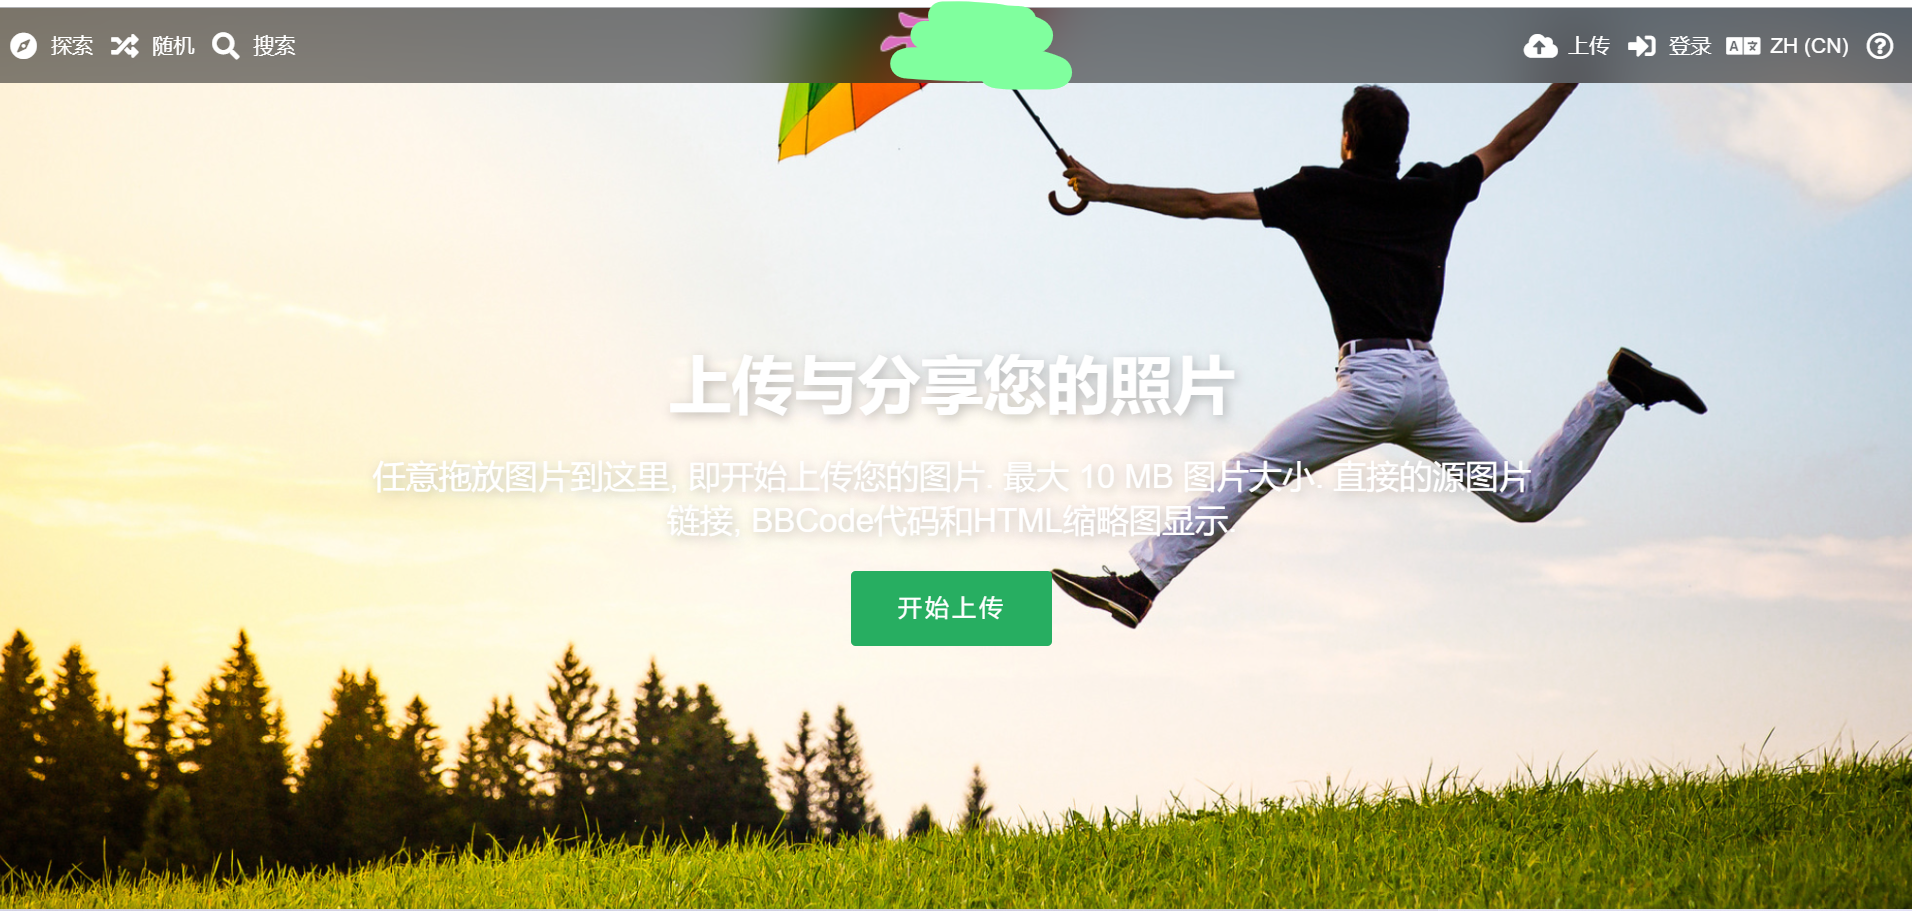 探索 随机 搜索
上传 登录 ZH (CN)
上传与分享您的照片
任意拖放图片到这里, 即开始上传您的图片. 最大 10 MB 图片大小. 直接的源图片
链接, BBCode代码和HTML缩略图显示.
开始上传